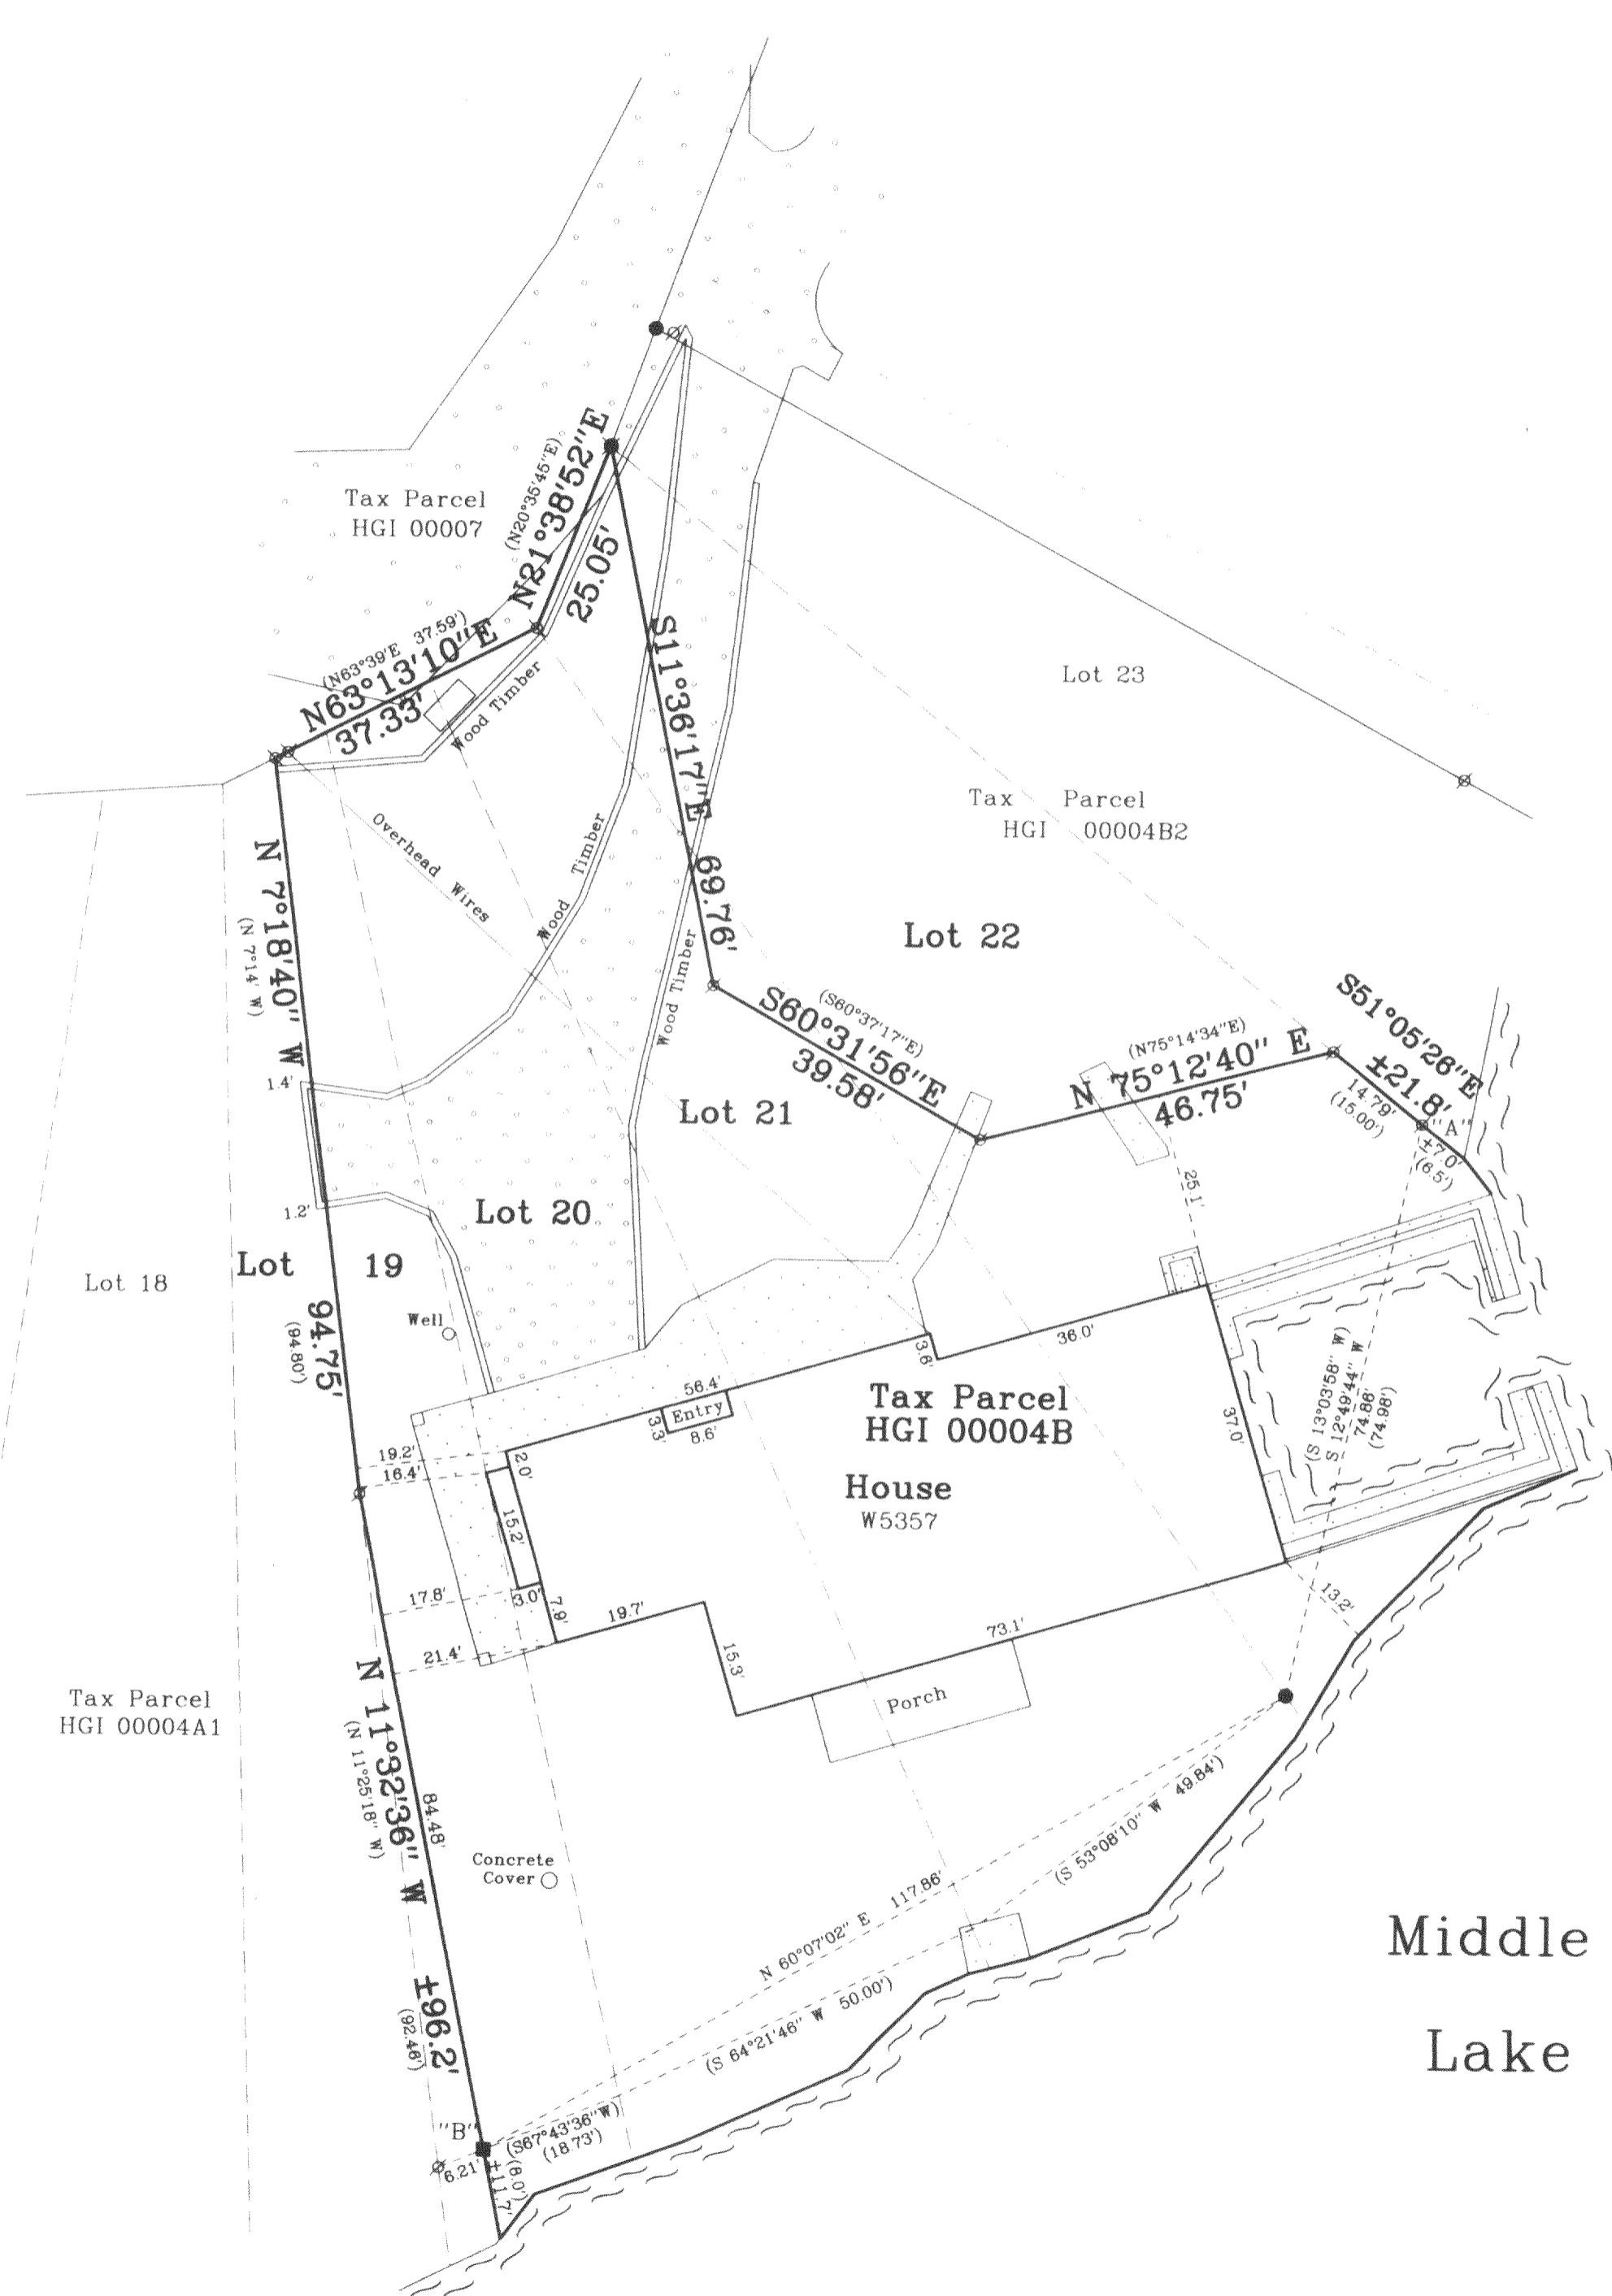 Tax Parcel
HGI 00007
(N20°35'45"E)
N21°38'52"E
25.05'
(N63°39'E 37.59')
N63°13'10"E
37.33'
Wood Timber
S11°36'17"E 69.76'
Lot 23
Tax Parcel
HGI 00004B2
Overhead Wires
Wood Timber
Wood Timber
N 7°18'40" W 94.75'
(N 7°14' W)
(94.80')
Lot 22
(S60°37'17"E)
S60°31'56"E
39.58'
(N75°14'34"E)
N 75°12'40" E
46.75'
S51°05'26"E
±21.8'
14.79'
(15.00')
"A"
±7.0'
(6.5')
1.4'
Lot 21
25.1'
1.2'
Lot 20
Lot 19
Lot 18
Well
36.0'
3.6'
56.4'
Entry
3.3'
8.6'
Tax Parcel
HGI 00004B
House
W5357
37.0'
(S 13°03'58" W)
S 12°49'44" W
74.86'
(74.98')
19.2'
16.4'
2.0'
15.2'
17.8'
3.0'
7.9'
19.7'
21.4'
15.3'
73.1'
13.2'
Porch
Tax Parcel
HGI 00004A1
N 11°32'36" W ±96.2'
(N 11°25'18" W)
84.48'
(92.46')
Concrete
Cover
N 60°07'02" E 117.86'
(S 53°08'10" W 49.84')
(S 64°21'46" W 50.00')
Middle
Lake
"B"
(S67°43'36"W)
(18.73')
6.21'
(8.0')
±11.7'